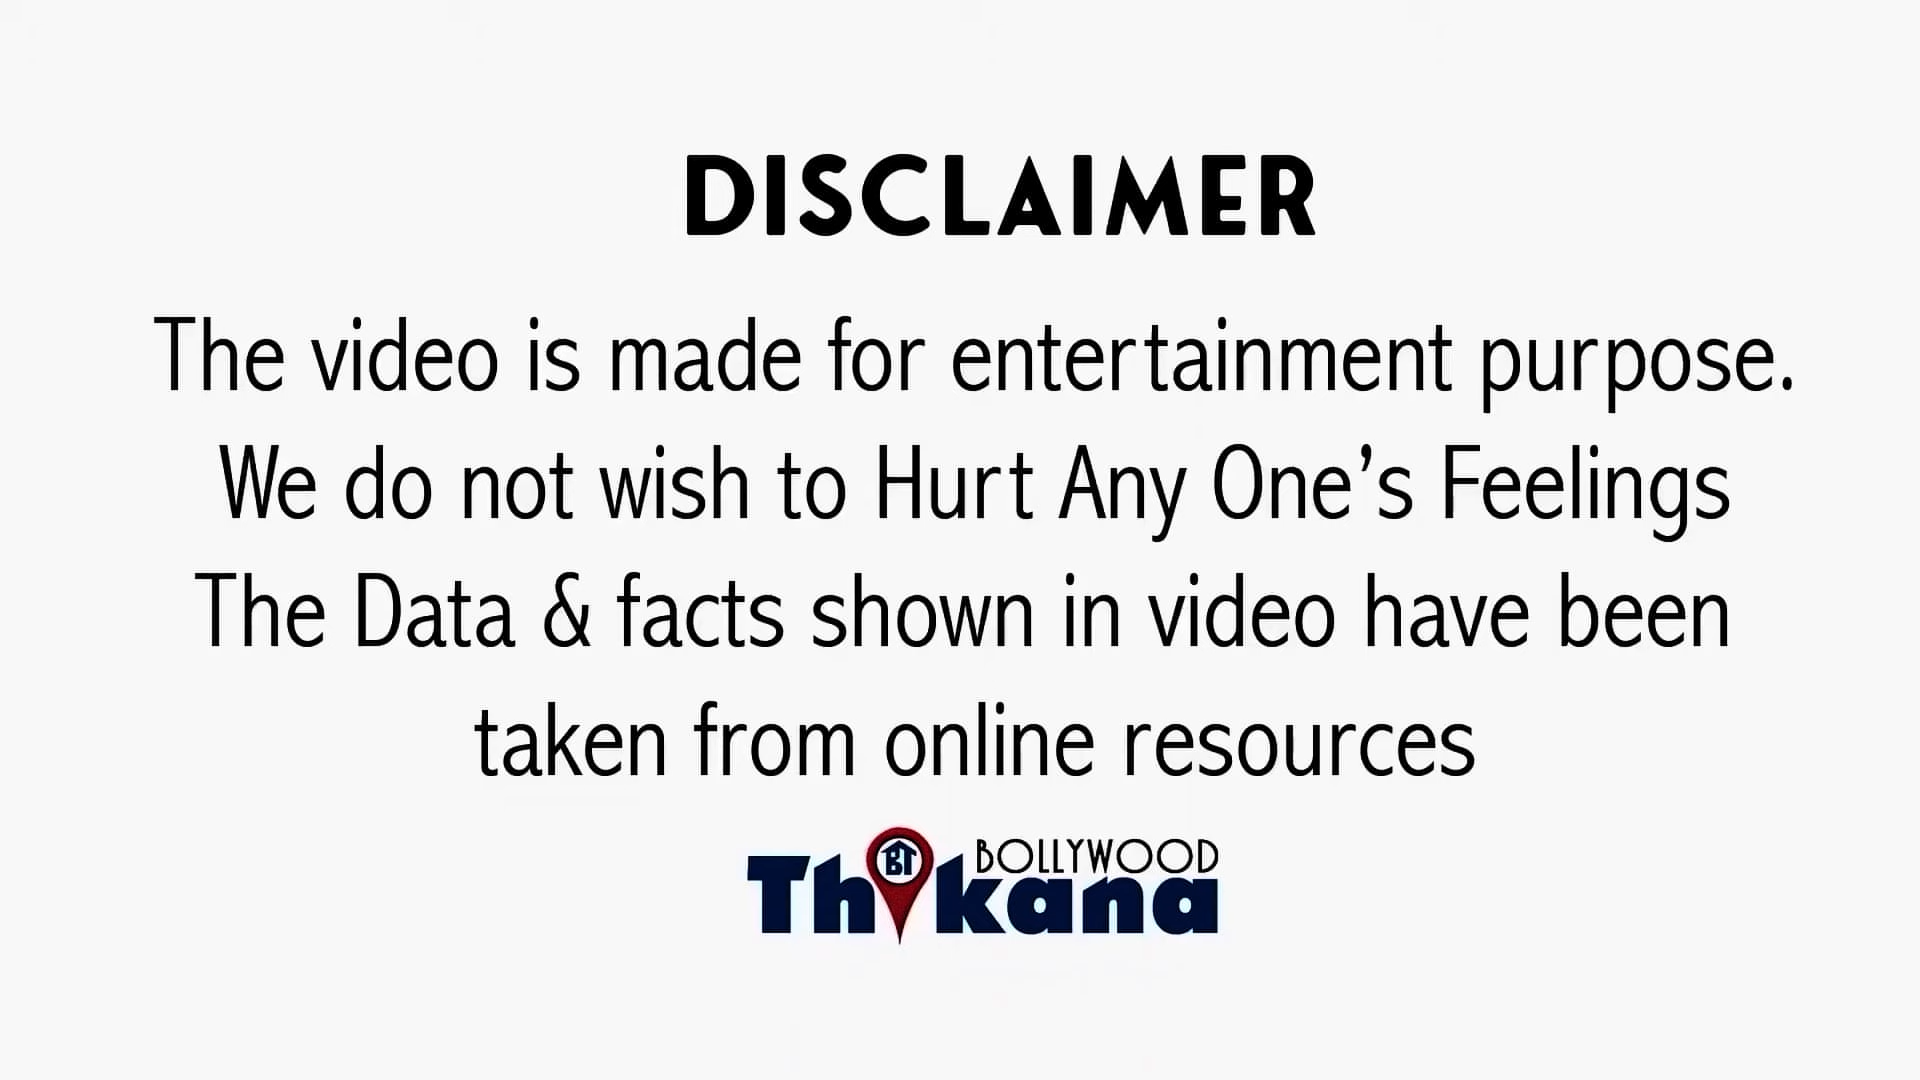 DISCLAIMER
The video is made for entertainment purpose.
We do not wish to Hurt Any One’s Feelings
The Data & facts shown in video have been
taken from online resources
BT
BOLLYWOOD
Thikana